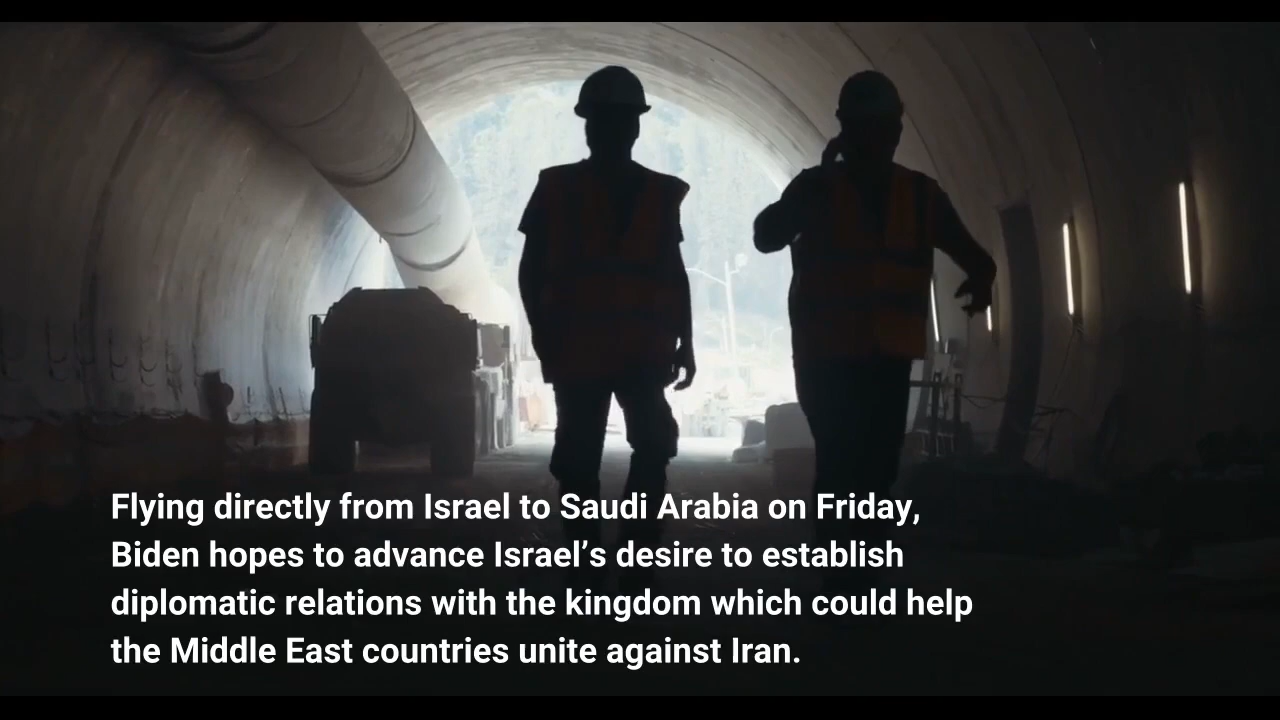 Flying directly from Israel to Saudi Arabia on Friday,
Biden hopes to advance Israel’s desire to establish
diplomatic relations with the kingdom which could help
the Middle East countries unite against Iran.